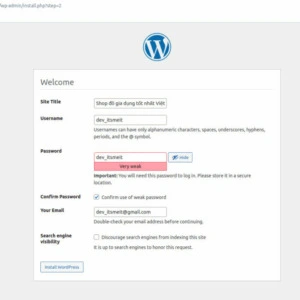 /wp-admin/install.php?step=2
Welcome
Site Title
Shop đồ gia dụng tốt nhất Việt
Username
dev_itsmeit
Usernames can have only alphanumeric characters, spaces, underscores, hyphens,
periods, and the @ symbol.
Password
dev_itsmeit
Hide
Very weak
Important: You will need this password to log in. Please store it in a secure
location.
Confirm Password
Confirm use of weak password
Your Email
dev_itsmeit@gmail.com
Double-check your email address before continuing.
Search engine
visibility
Discourage search engines from indexing this site
It is up to search engines to honor this request.
Install WordPress